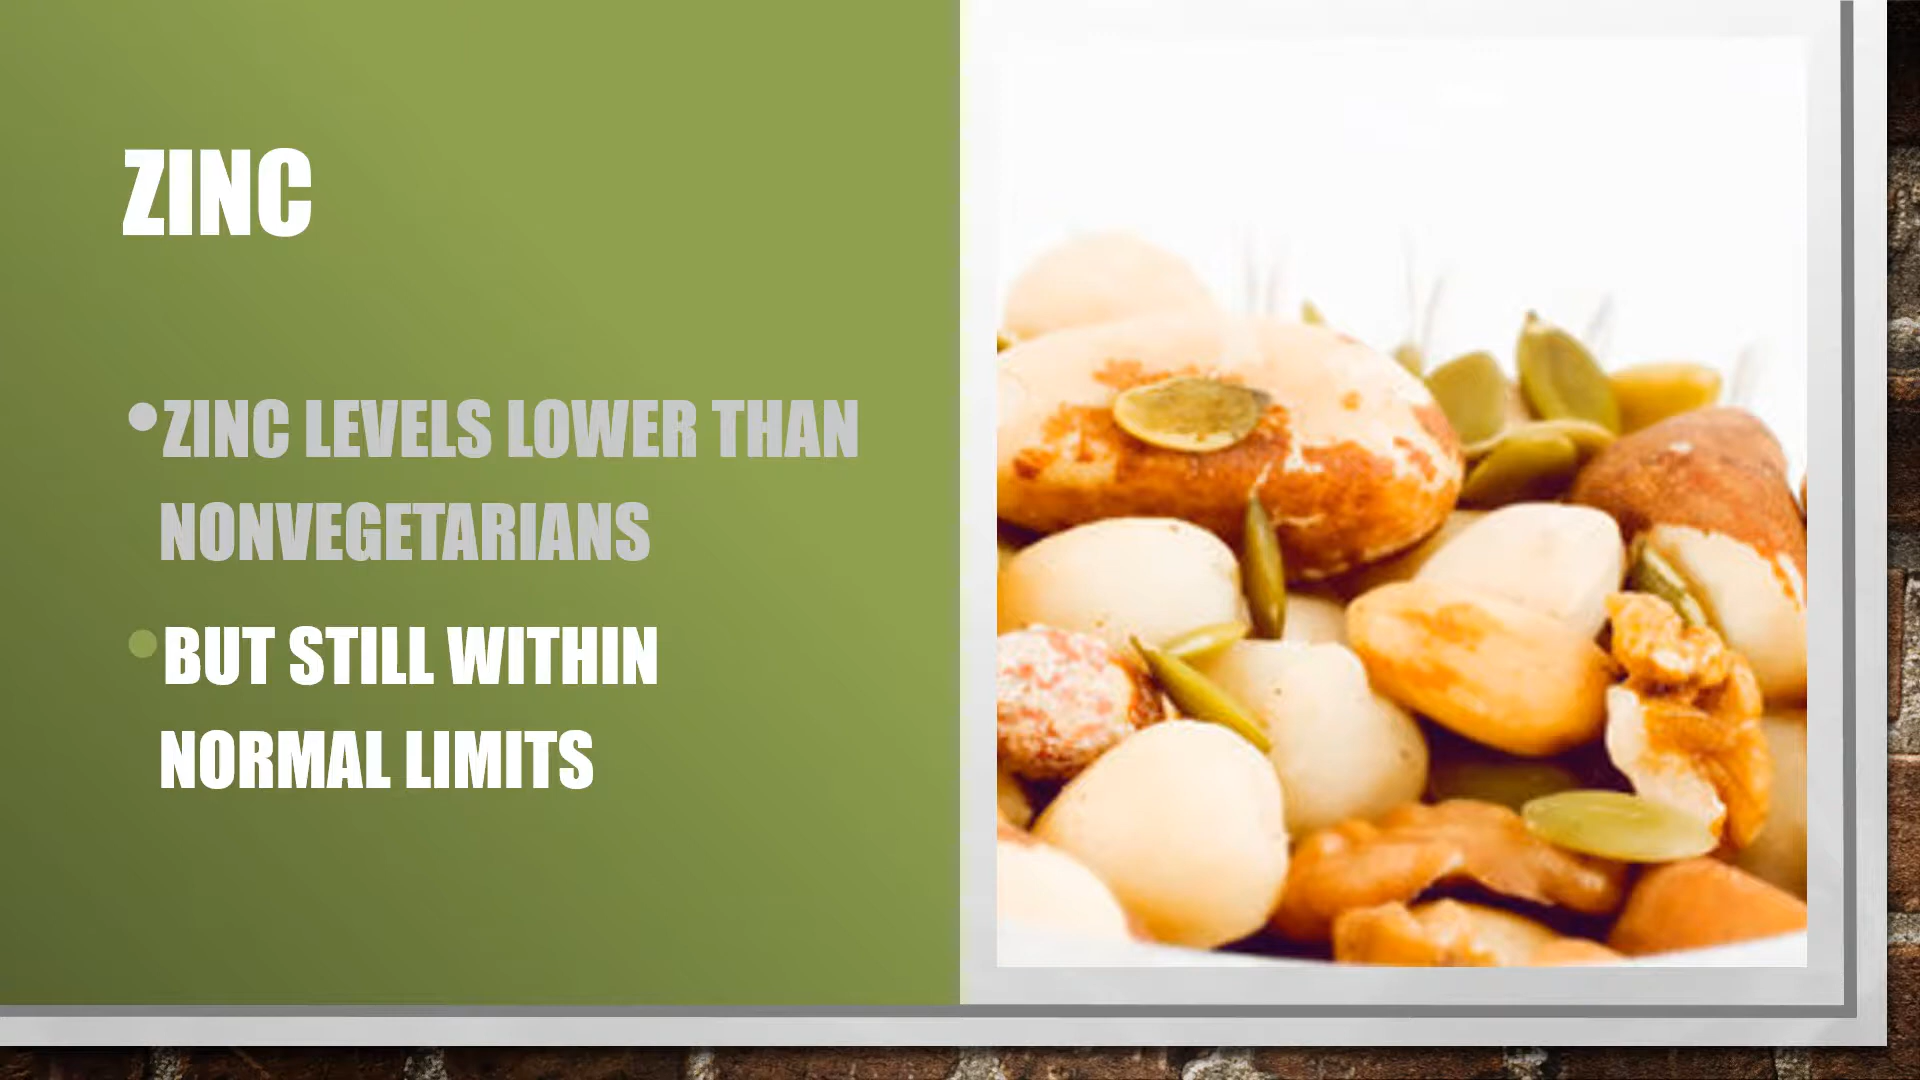 ZINC
•ZINC LEVELS LOWER THAN
NONVEGETARIANS
•BUT STILL WITHIN
NORMAL LIMITS